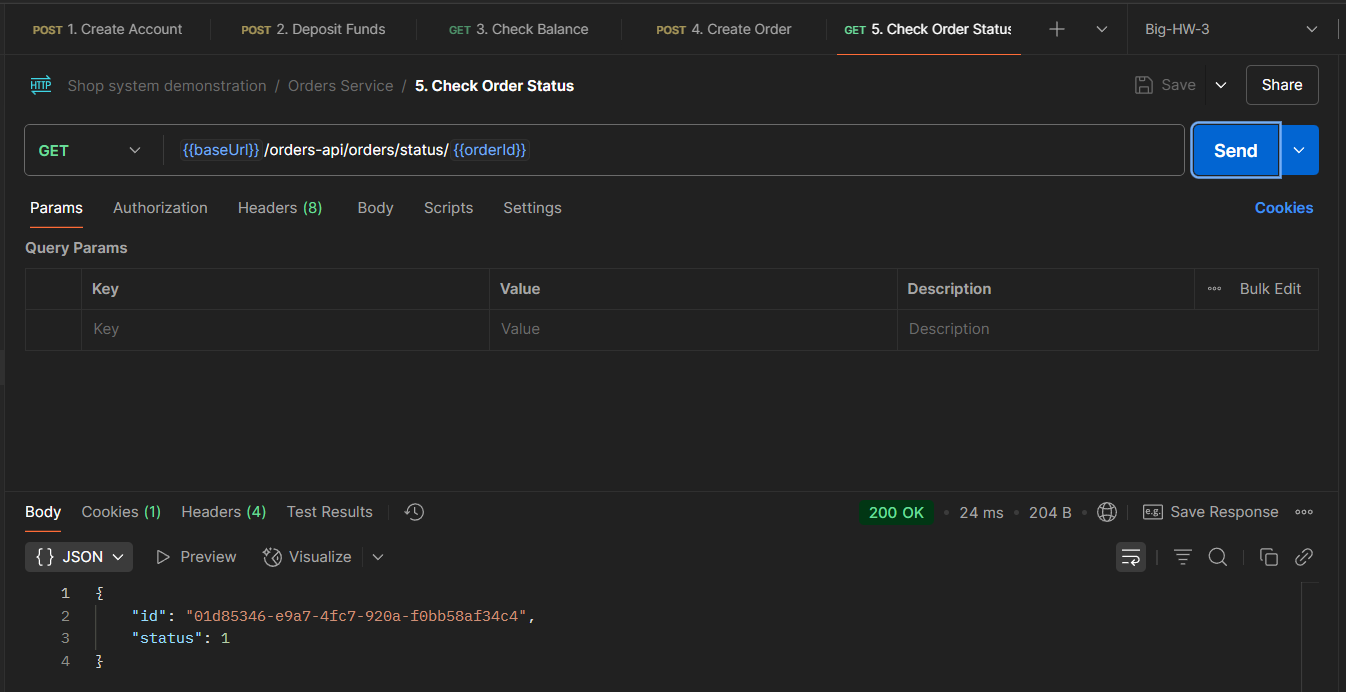 POST 1. Create Account POST 2. Deposit Funds GET 3. Check Balance POST 4. Create Order GET 5. Check Order Status Big-HW-3
HTTP Shop system demonstration / Orders Service / 5. Check Order Status Save Share
GET {{baseUrl}} /orders-api/orders/status/ {{orderId}} Send
Params Authorization Headers (8) Body Scripts Settings Cookies
Query Params
Key Value Description Bulk Edit
Key Value Description
Body Cookies (1) Headers (4) Test Results 200 OK 24 ms 204 B e.g. Save Response
{ } JSON Preview Visualize
1 {
2 "id": "01d85346-e9a7-4fc7-920a-f0bb58af34c4",
3 "status": 1
4 }